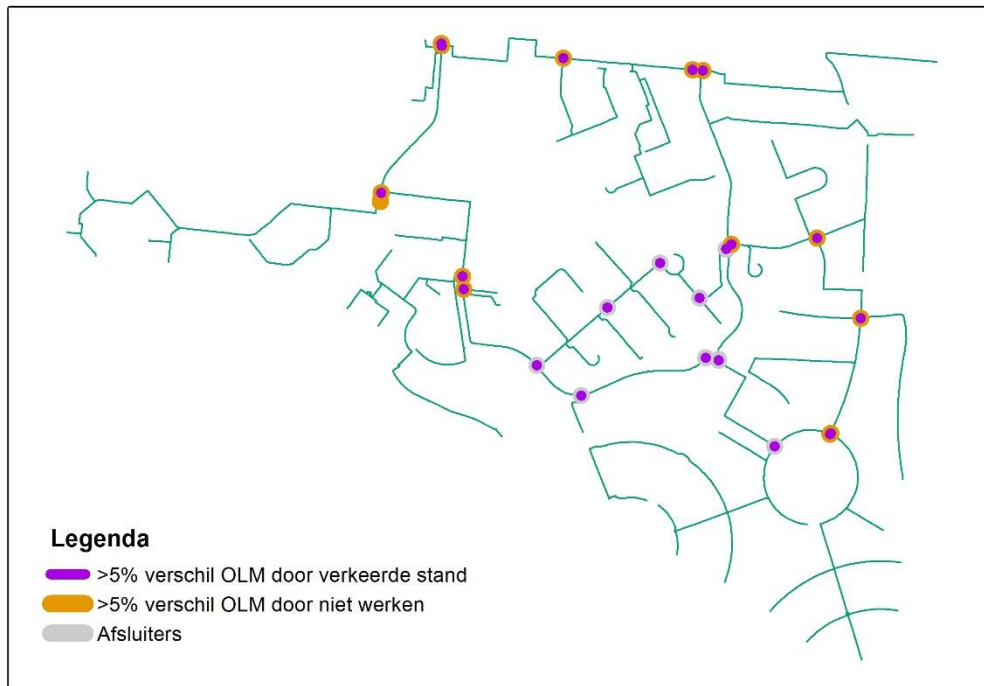 Legenda
>5% verschil OLM door verkeerde stand
>5% verschil OLM door niet werken
Afsluiters